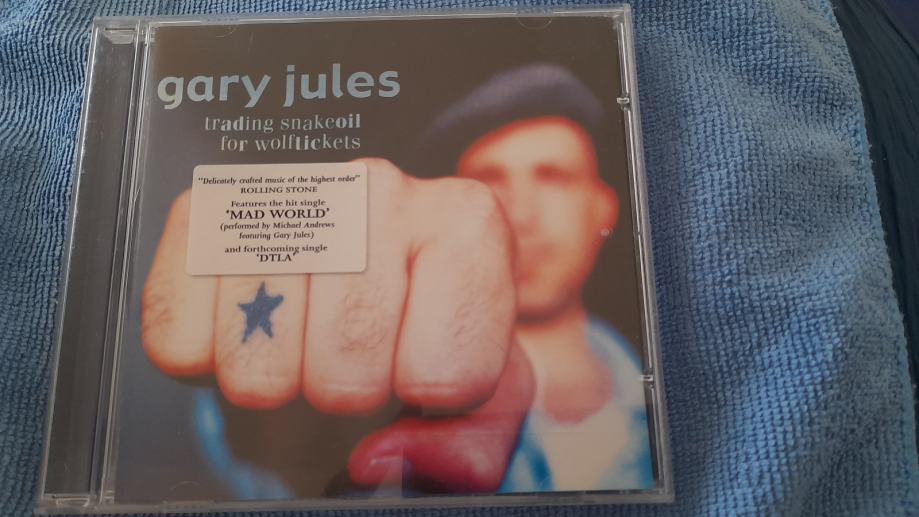 gary jules
trading snakeoil
for wolftickets
"Delicately crafted music of the highest order"
ROLLING STONE
Features the hit single
'MAD WORLD'
(performed by Michael Andrews
featuring Gary Jules)
and forthcoming single
'DTLA'